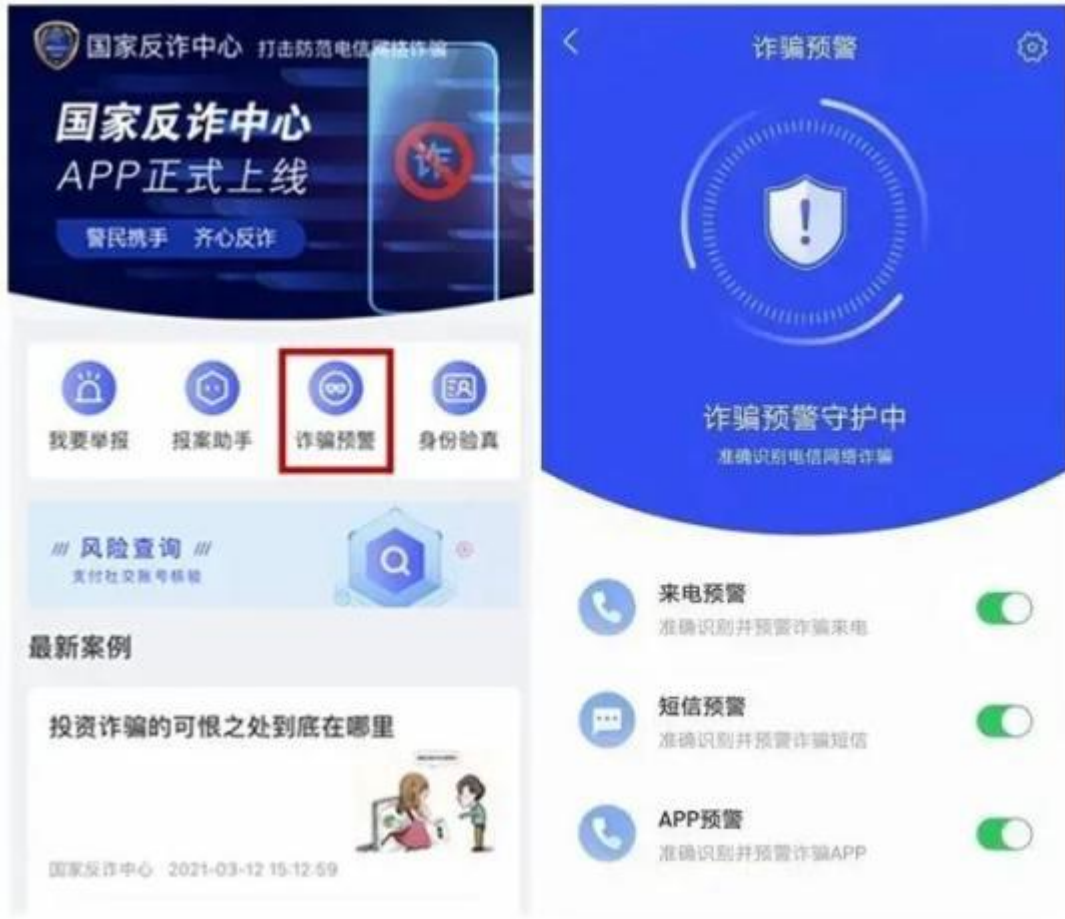 国家反诈中心 打击防范电信网络诈骗
国家反诈中心
APP正式上线
诈
警民携手 齐心反诈
我要举报
报案助手
诈骗预警
身份验真
/// 风险查询 ///
支付社交账号核验
最新案例
投资诈骗的可恨之处到底在哪里
国家反诈中心 2021-03-12 15:12:59
诈骗预警
诈骗预警守护中
准确识别电信网络诈骗
来电预警
准确识别并预警诈骗来电
短信预警
准确识别并预警诈骗短信
APP预警
准确识别并预警诈骗APP